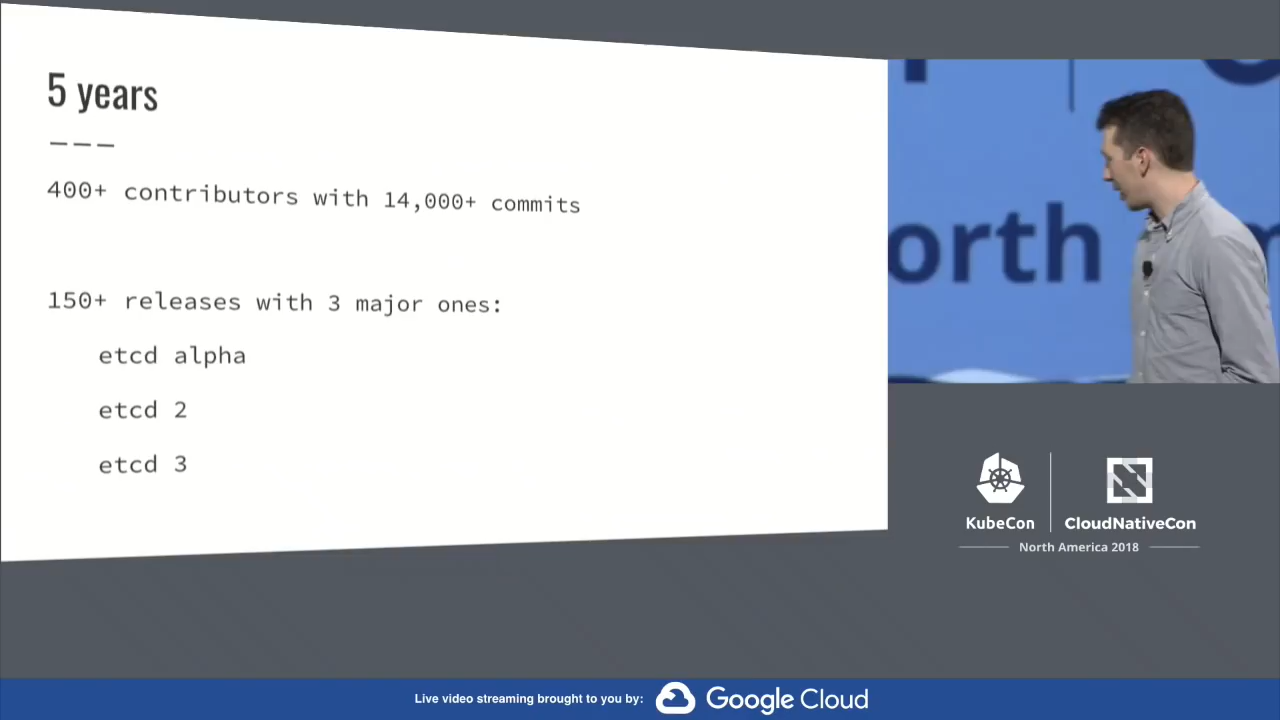 5 years
400+ contributors with 14,000+ commits
150+ releases with 3 major ones:
etcd alpha
etcd 2
etcd 3
orth
KubeCon
CloudNativeCon
North America 2018
Live video streaming brought to you by:
Google Cloud